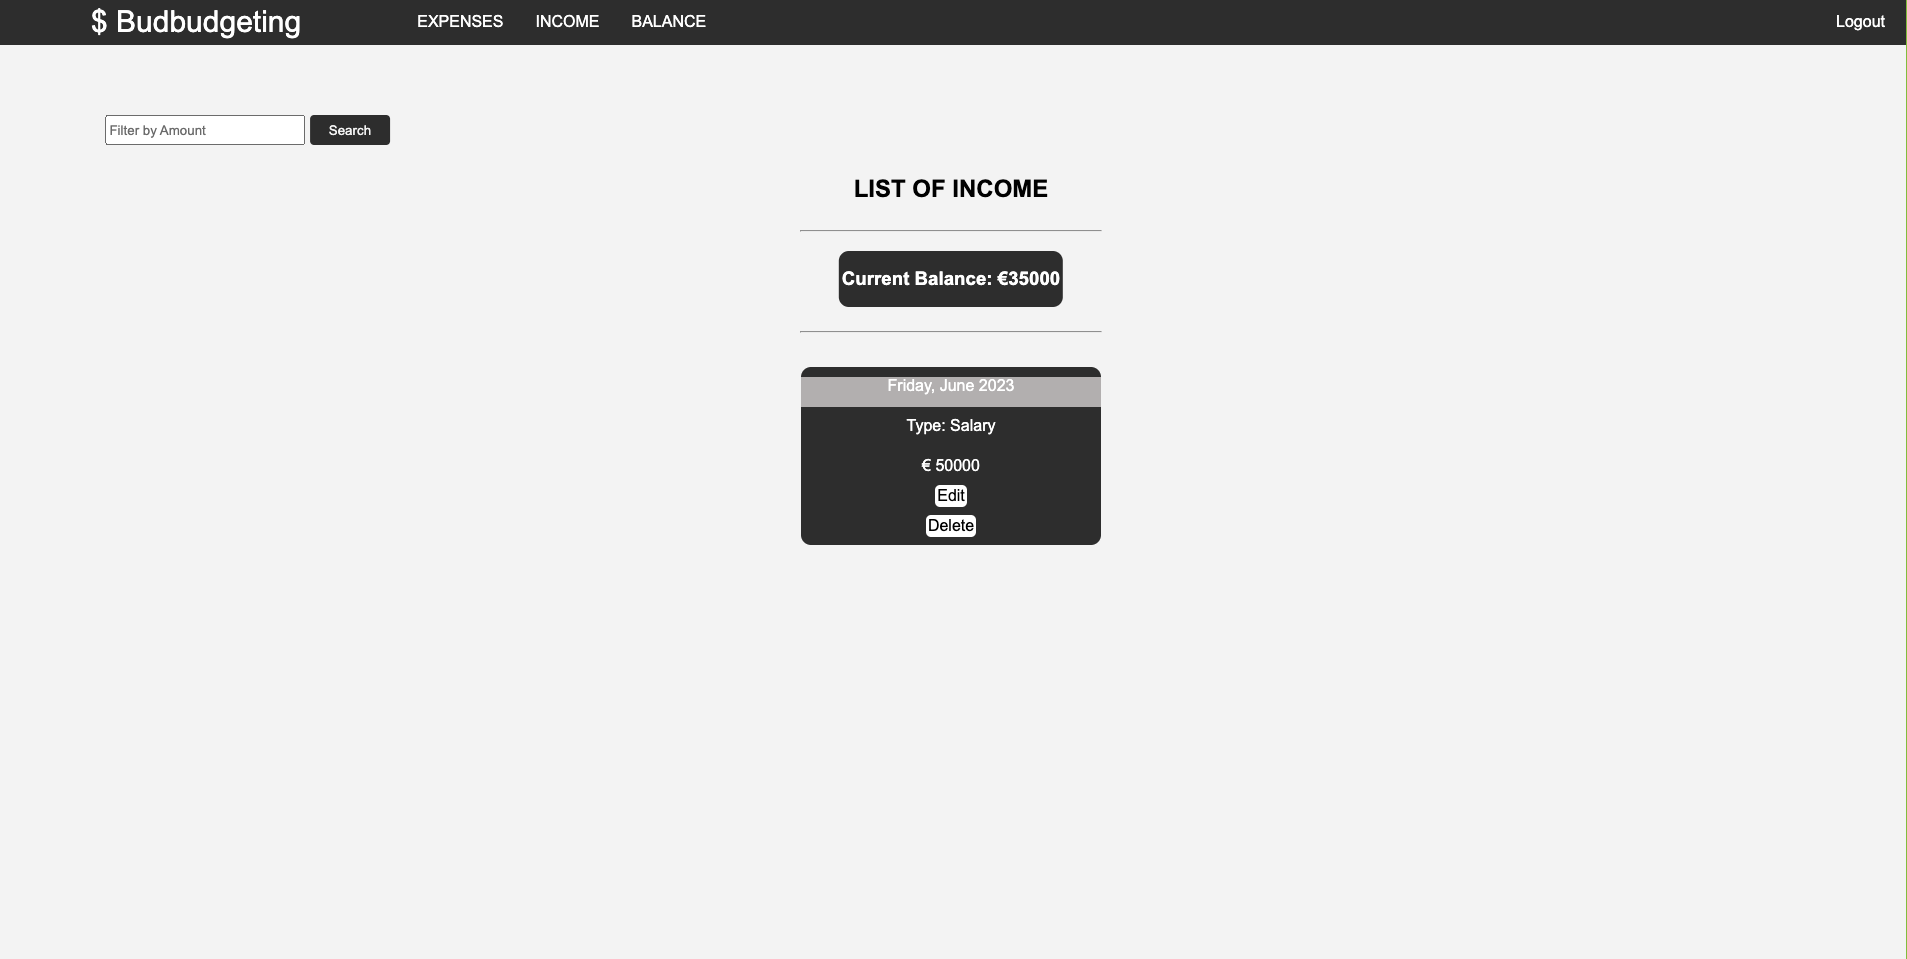 $ Budbudgeting EXPENSES INCOME BALANCE Logout
Filter by Amount Search
LIST OF INCOME
Current Balance: €35000
Friday, June 2023
Type: Salary
€ 50000
Edit
Delete